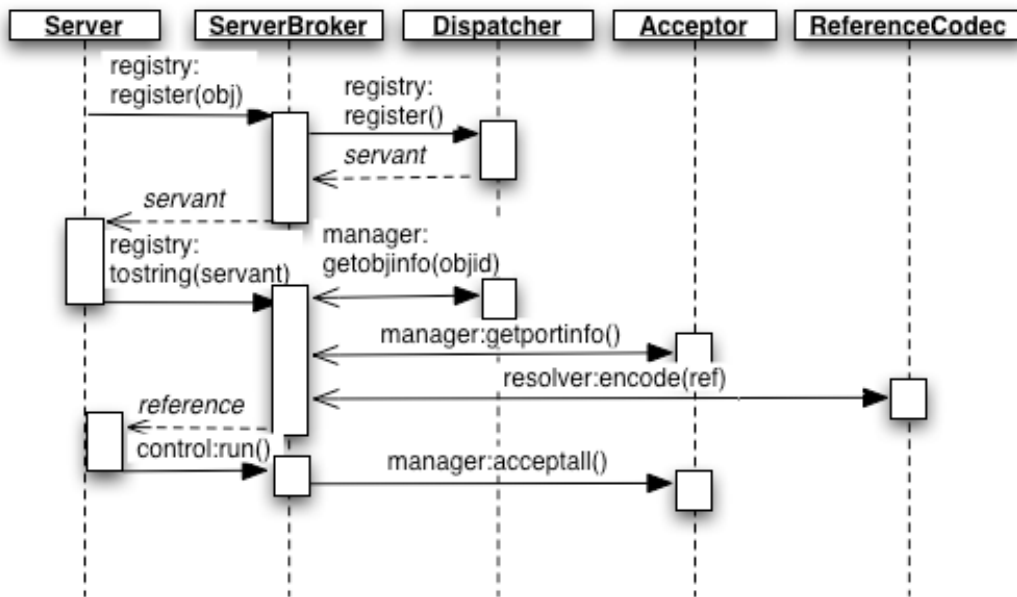 Server ServerBroker Dispatcher Acceptor ReferenceCodec
registry:
register(obj)
registry:
register()
servant
servant
registry:
tostring(servant)
manager:
getobjinfo(objid)
manager:getportinfo()
resolver:encode(ref)
reference
control:run()
manager:acceptall()